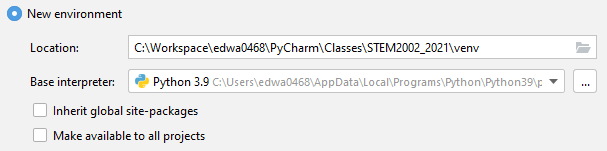 New environment
Location: C:\Workspace\edwa0468\PyCharm\Classes\STEM2002_2021\venv
Base interpreter: Python 3.9 C:\Users\edwa0468\AppData\Local\Programs\Python\Python39\p ...
Inherit global site-packages
Make available to all projects